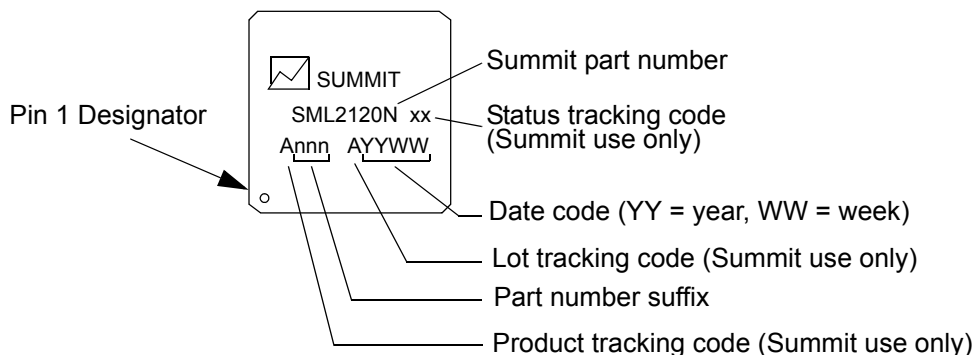 SUMMIT
SML2120N xx
Annn AYYWW
Pin 1 Designator
Summit part number
Status tracking code
(Summit use only)
Date code (YY = year, WW = week)
Lot tracking code (Summit use only)
Part number suffix
Product tracking code (Summit use only)